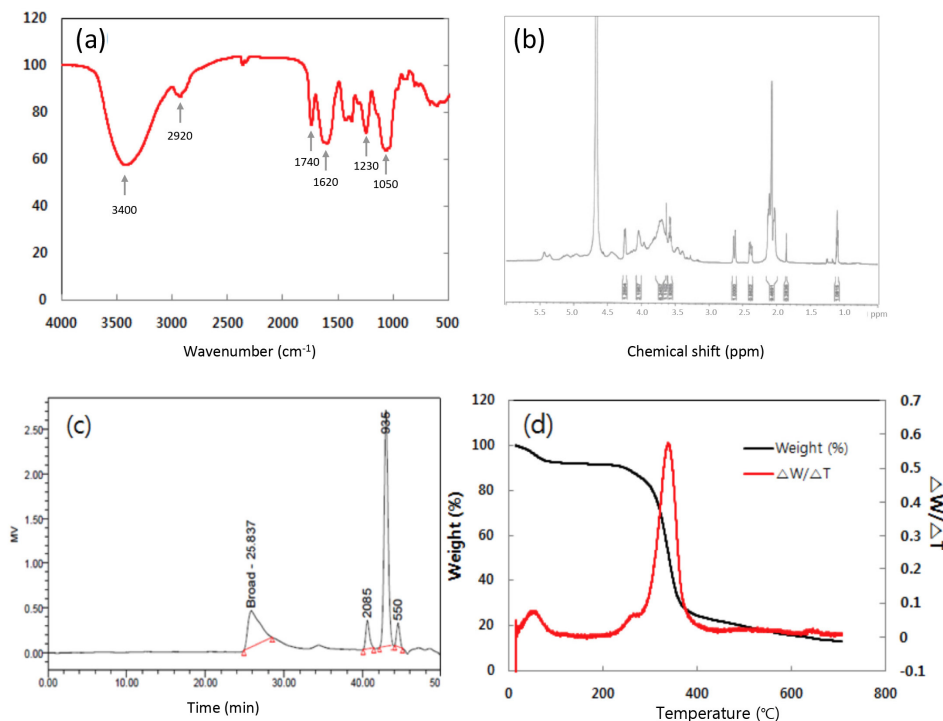 (a)
120
100
80
60
40
20
0
2920
3400
1740
1620
1230
1050
4000 3500 3000 2500 2000 1500 1000 500
Wavenumber (cm⁻¹)
(b)
5.5 5.0 4.5 4.0 3.5 3.0 2.5 2.0 1.5 1.0 ppm
Chemical shift (ppm)
(c)
MV
2.50
2.00
1.50
1.00
0.50
0.00
Broad - 25.837
2085
935
550
0.00 10.00 20.00 30.00 40.00 50
Time (min)
(d)
Weight (%)
120
100
80
60
40
20
0
Weight (%)
△W/△T
0.7
0.6
0.5
0.4
0.3
0.2
0.1
0
-0.1
△W/△T
0 200 400 600 800
Temperature (℃)